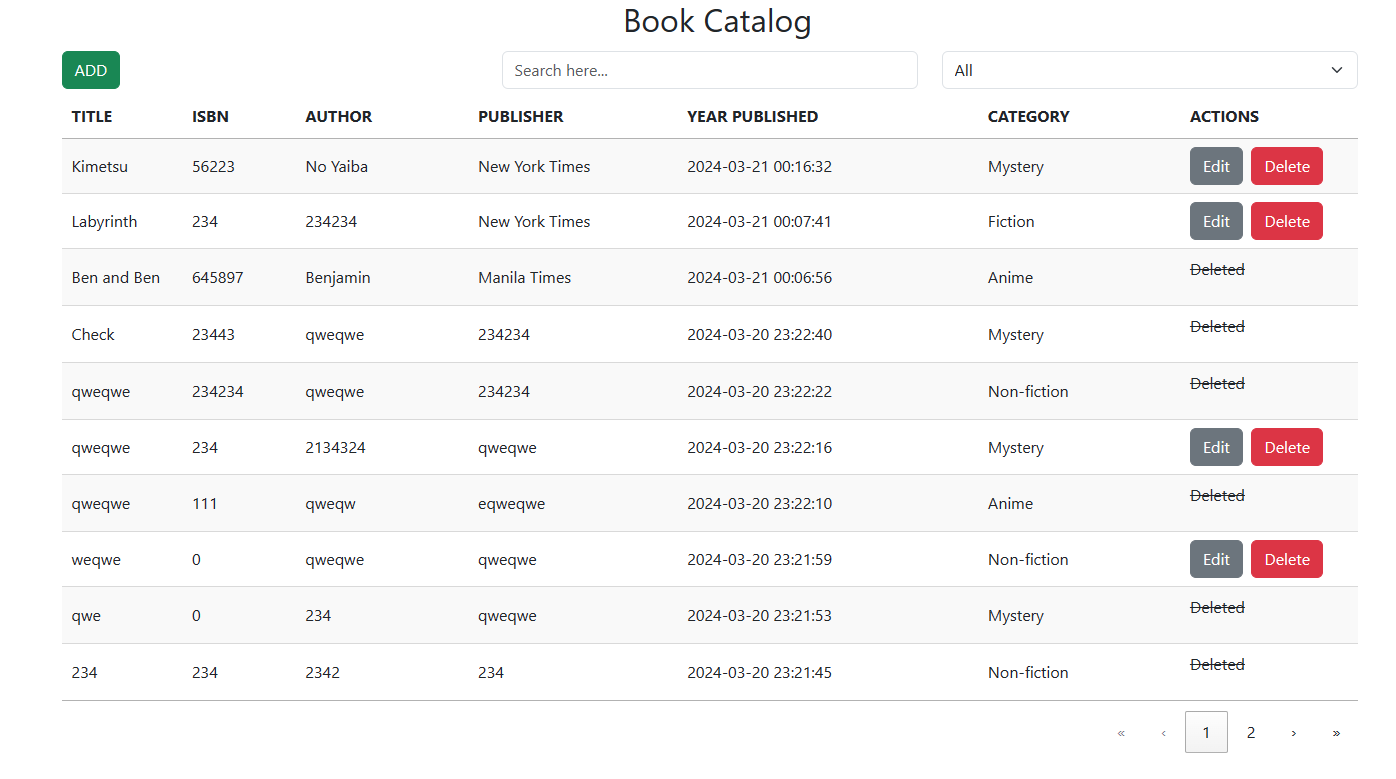 Book Catalog
ADD Search here... All
TITLE ISBN AUTHOR PUBLISHER YEAR PUBLISHED CATEGORY ACTIONS
Kimetsu 56223 No Yaiba New York Times 2024-03-21 00:16:32 Mystery Edit Delete
Labyrinth 234 234234 New York Times 2024-03-21 00:07:41 Fiction Edit Delete
Ben and Ben 645897 Benjamin Manila Times 2024-03-21 00:06:56 Anime Deleted
Check 23443 qweqwe 234234 2024-03-20 23:22:40 Mystery Deleted
qweqwe 234234 qweqwe 234234 2024-03-20 23:22:22 Non-fiction Deleted
qweqwe 234 2134324 qweqwe 2024-03-20 23:22:16 Mystery Edit Delete
qweqwe 111 qweqw eqweqwe 2024-03-20 23:22:10 Anime Deleted
weqwe 0 qweqwe qweqwe 2024-03-20 23:21:59 Non-fiction Edit Delete
qwe 0 234 qweqwe 2024-03-20 23:21:53 Mystery Deleted
234 234 2342 234 2024-03-20 23:21:45 Non-fiction Deleted
« ‹ 1 2 › »